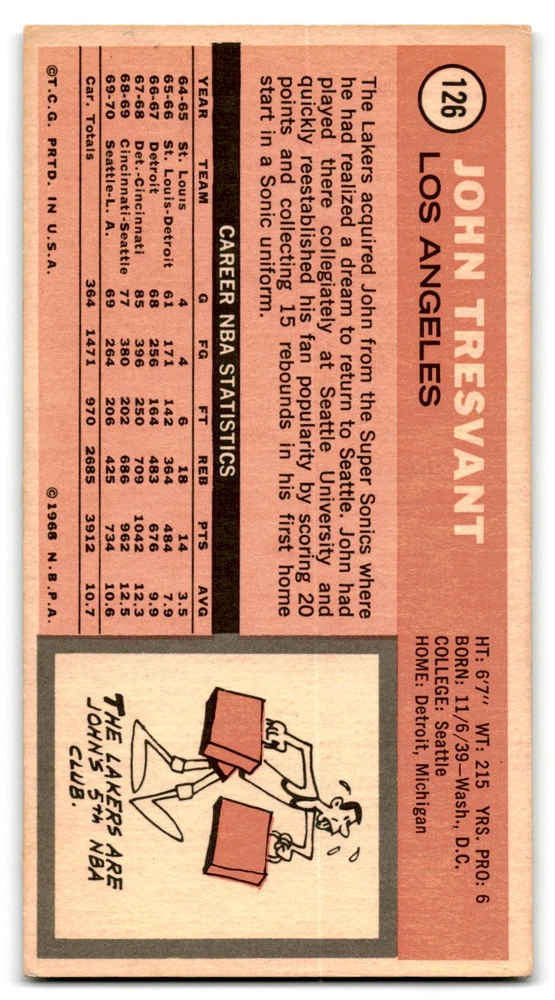 126
JOHN TRESVANT
LOS ANGELES
HT: 6'7" WT: 215 YRS. PRO: 6
BORN: 11/6/39—Wash., D.C.
COLLEGE: Seattle
HOME: Detroit, Michigan
The Lakers acquired John from the Super Sonics where
he had realized a dream to return to Seattle. John had
played there collegiately at Seattle University and
quickly reestablished his fan popularity by scoring 20
points and collecting 15 rebounds in his first home
start in a Sonic uniform.
CAREER NBA STATISTICS
YEAR TEAM G FG FT REB PTS AVG
64-65 St. Louis 4 4 6 18 14 3.5
65-66 St. Louis-Detroit 61 171 142 364 484 7.9
66-67 Detroit 68 256 164 483 676 9.9
67-68 Det.-Cincinnati 85 396 250 709 1042 12.3
68-69 Cincinnati-Seattle 77 380 202 686 962 12.5
69-70 Seattle-L. A. 69 264 206 425 734 10.6
Car. Totals 364 1471 970 2685 3912 10.7
©T.C.G. PRTD. IN U.S.A. ©1968 N.B.P.A.
THE LAKERS ARE
JOHN'S 5TH NBA
CLUB.